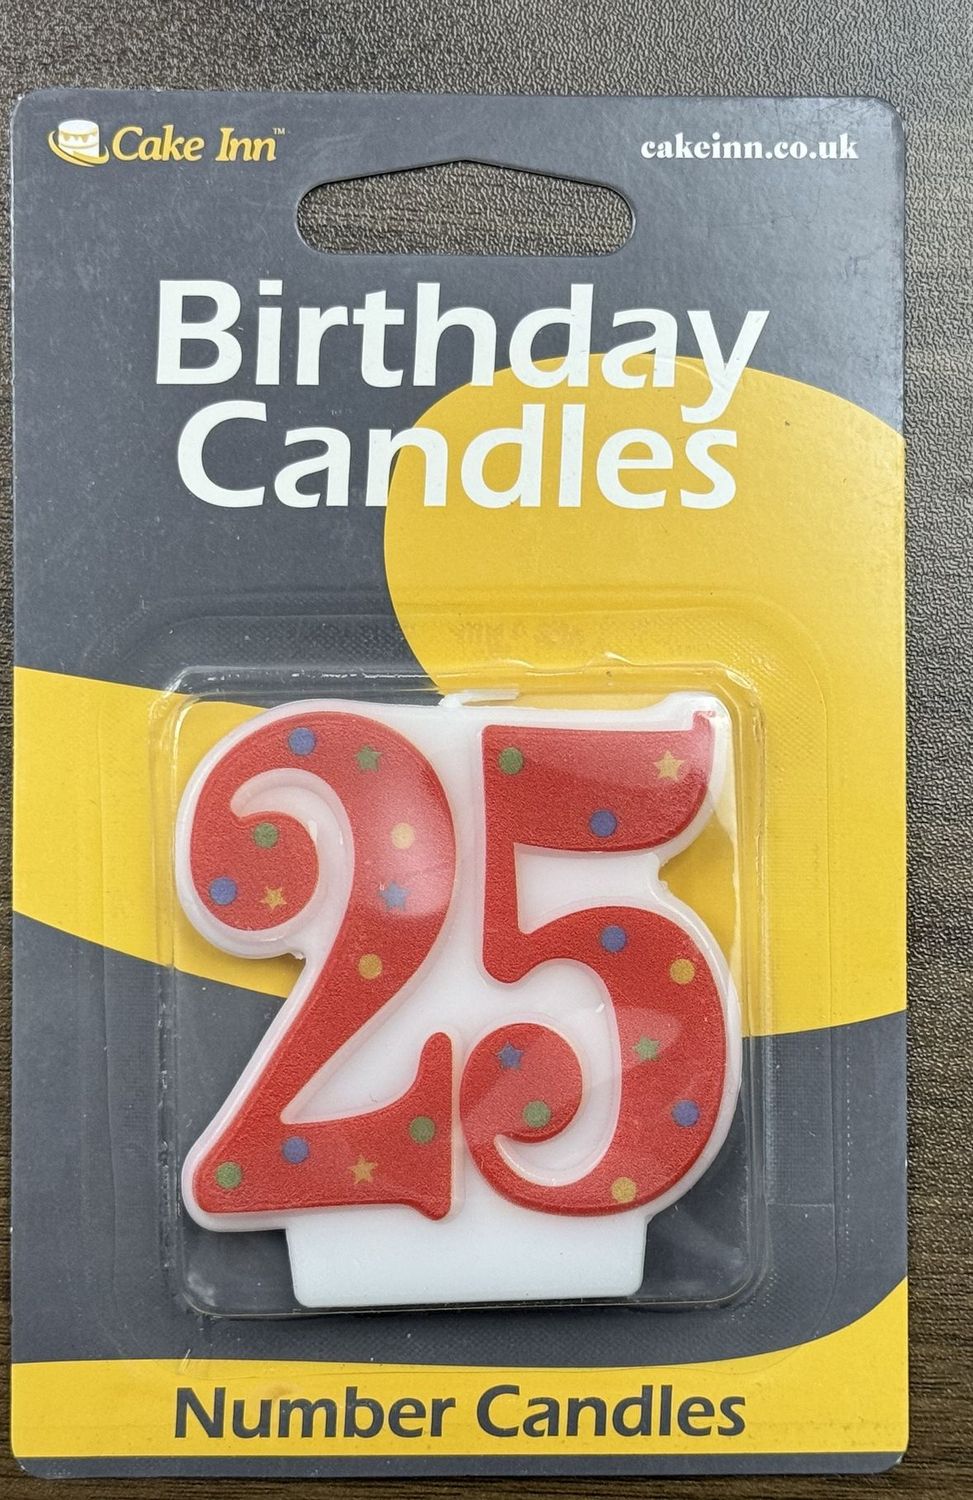 Cake Inn™
cakeinn.co.uk
Birthday
Candles
25
Number Candles